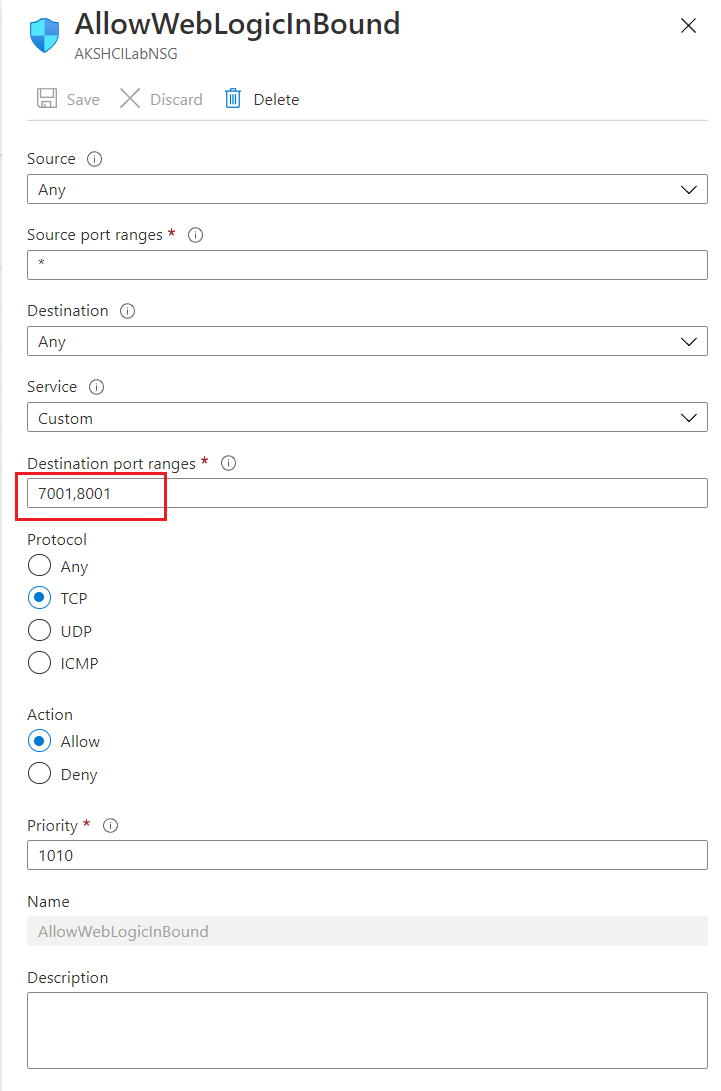 AllowWebLogicInBound
AKSHCILabNSG
Save Discard Delete
Source
Any
Source port ranges *
*
Destination
Any
Service
Custom
Destination port ranges *
7001,8001
Protocol
Any
TCP
UDP
ICMP
Action
Allow
Deny
Priority *
1010
Name
AllowWebLogicInBound
Description